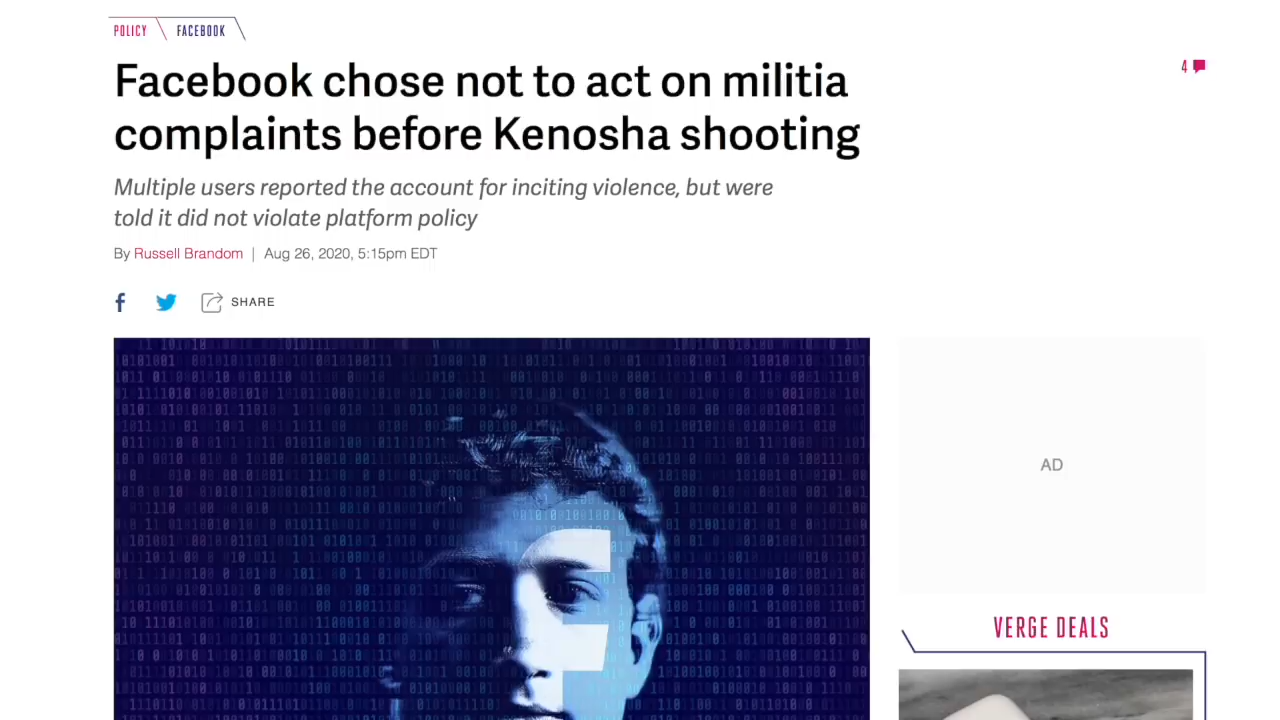 POLICY FACEBOOK
Facebook chose not to act on militia
complaints before Kenosha shooting
4
Multiple users reported the account for inciting violence, but were
told it did not violate platform policy
By Russell Brandom | Aug 26, 2020, 5:15pm EDT
SHARE
AD
VERGE DEALS